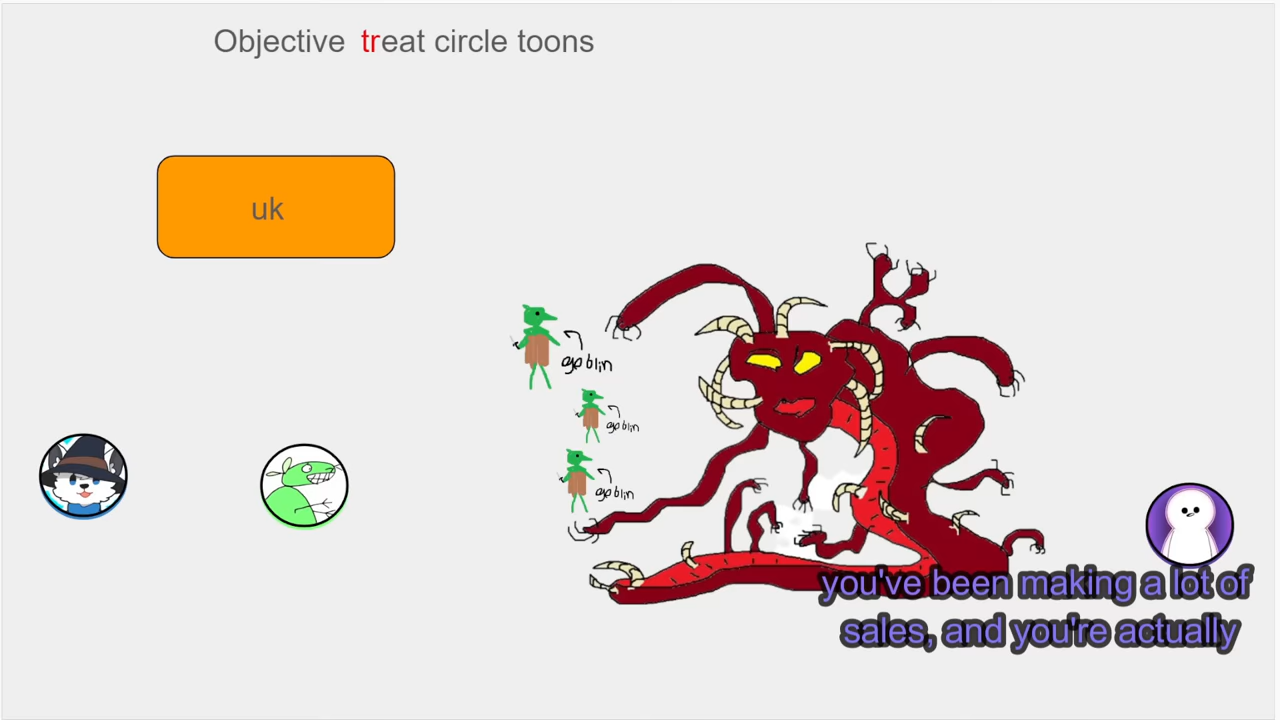 Objective treat circle toons
uk
goblin
goblin
goblin
you've been making a lot of
sales, and you're actually